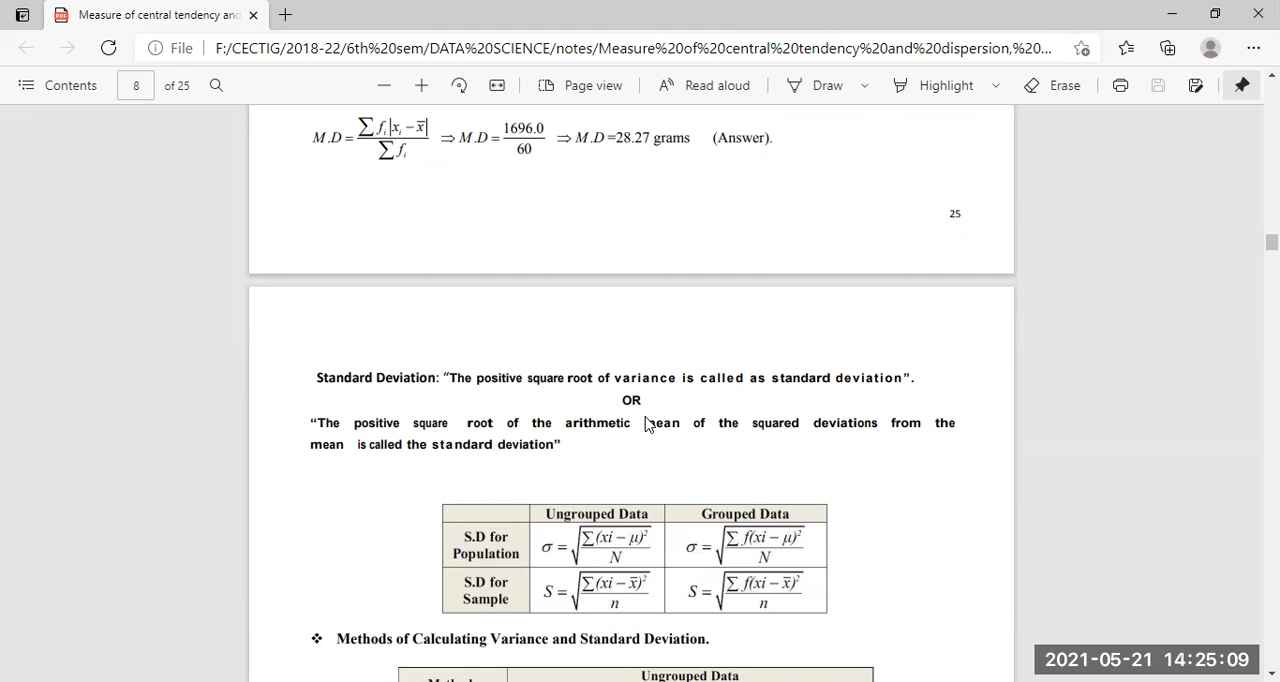 Measure of central tendency and
File
F:/CECTIG/2018-22/6th%20sem/DATA%20SCIENCE/notes/Measure%20of%20central%20tendency%20and%20dispersion,%20...
Contents
8
of 25
Page view
Read aloud
Draw
Highlight
Erase
M.D = ∑ fᵢ|xᵢ − x̄| / ∑ fᵢ ⇒ M.D = 1696.0 / 60 ⇒ M.D =28.27 grams (Answer).
25
Standard Deviation: “The positive square root of variance is called as standard deviation”.
OR
“The positive square root of the arithmetic mean of the squared deviations from the
mean is called the standard deviation”
Ungrouped Data Grouped Data
S.D for Population σ = √(∑(xi − μ)² / N) σ = √(∑ f(xi − μ)² / N)
S.D for Sample S = √(∑(xi − x̄)² / n) S = √(∑ f(xi − x̄)² / n)
❖ Methods of Calculating Variance and Standard Deviation.
Ungrouped Data
2021-05-21 14:25:09